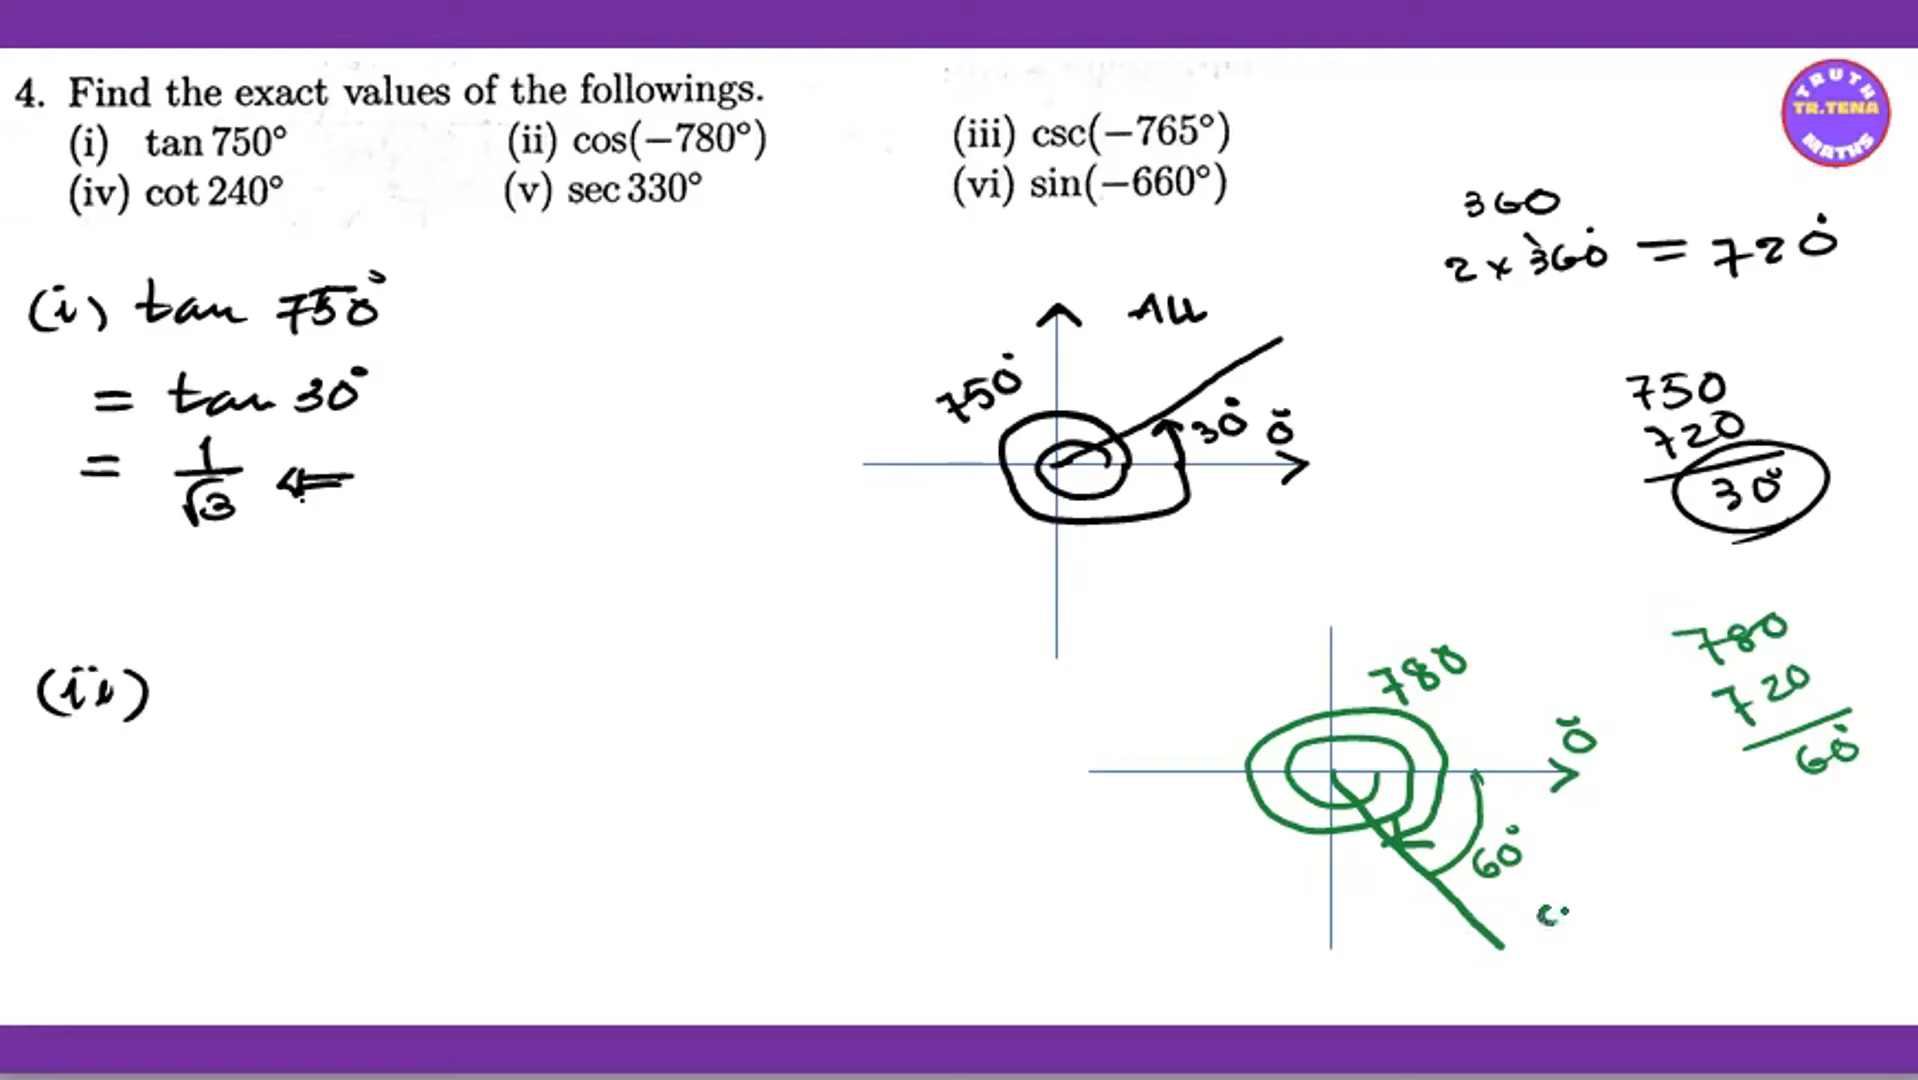 4. Find the exact values of the followings.
(i) tan 750° (ii) cos(−780°) (iii) csc(−765°)
(iv) cot 240° (v) sec 330° (vi) sin(−660°)
TRUTH
TR.TENA
MATHS
360
2 × 360° = 720°
(i) tan 750°
= tan 30°
= 1/√3 ⇐
ALL
750°
30° 0°
750
720
30°
(ii)
780
0°
60°
c
780
720
60°